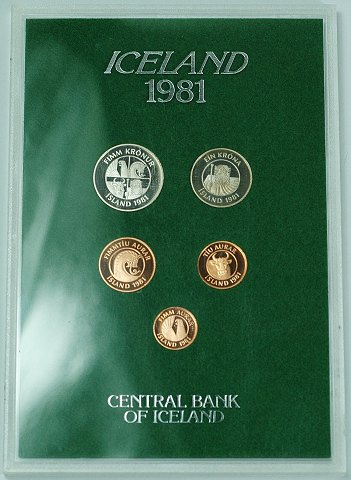 ICELAND
1981
FIMM KRÓNUR
ÍSLAND 1981
EIN KRÓNA
ÍSLAND 1981
FIMMTÍU AURAR
ÍSLAND 1981
TÍU AURAR
ÍSLAND 1981
FIMM AURAR
ÍSLAND 1981
CENTRAL BANK
OF ICELAND